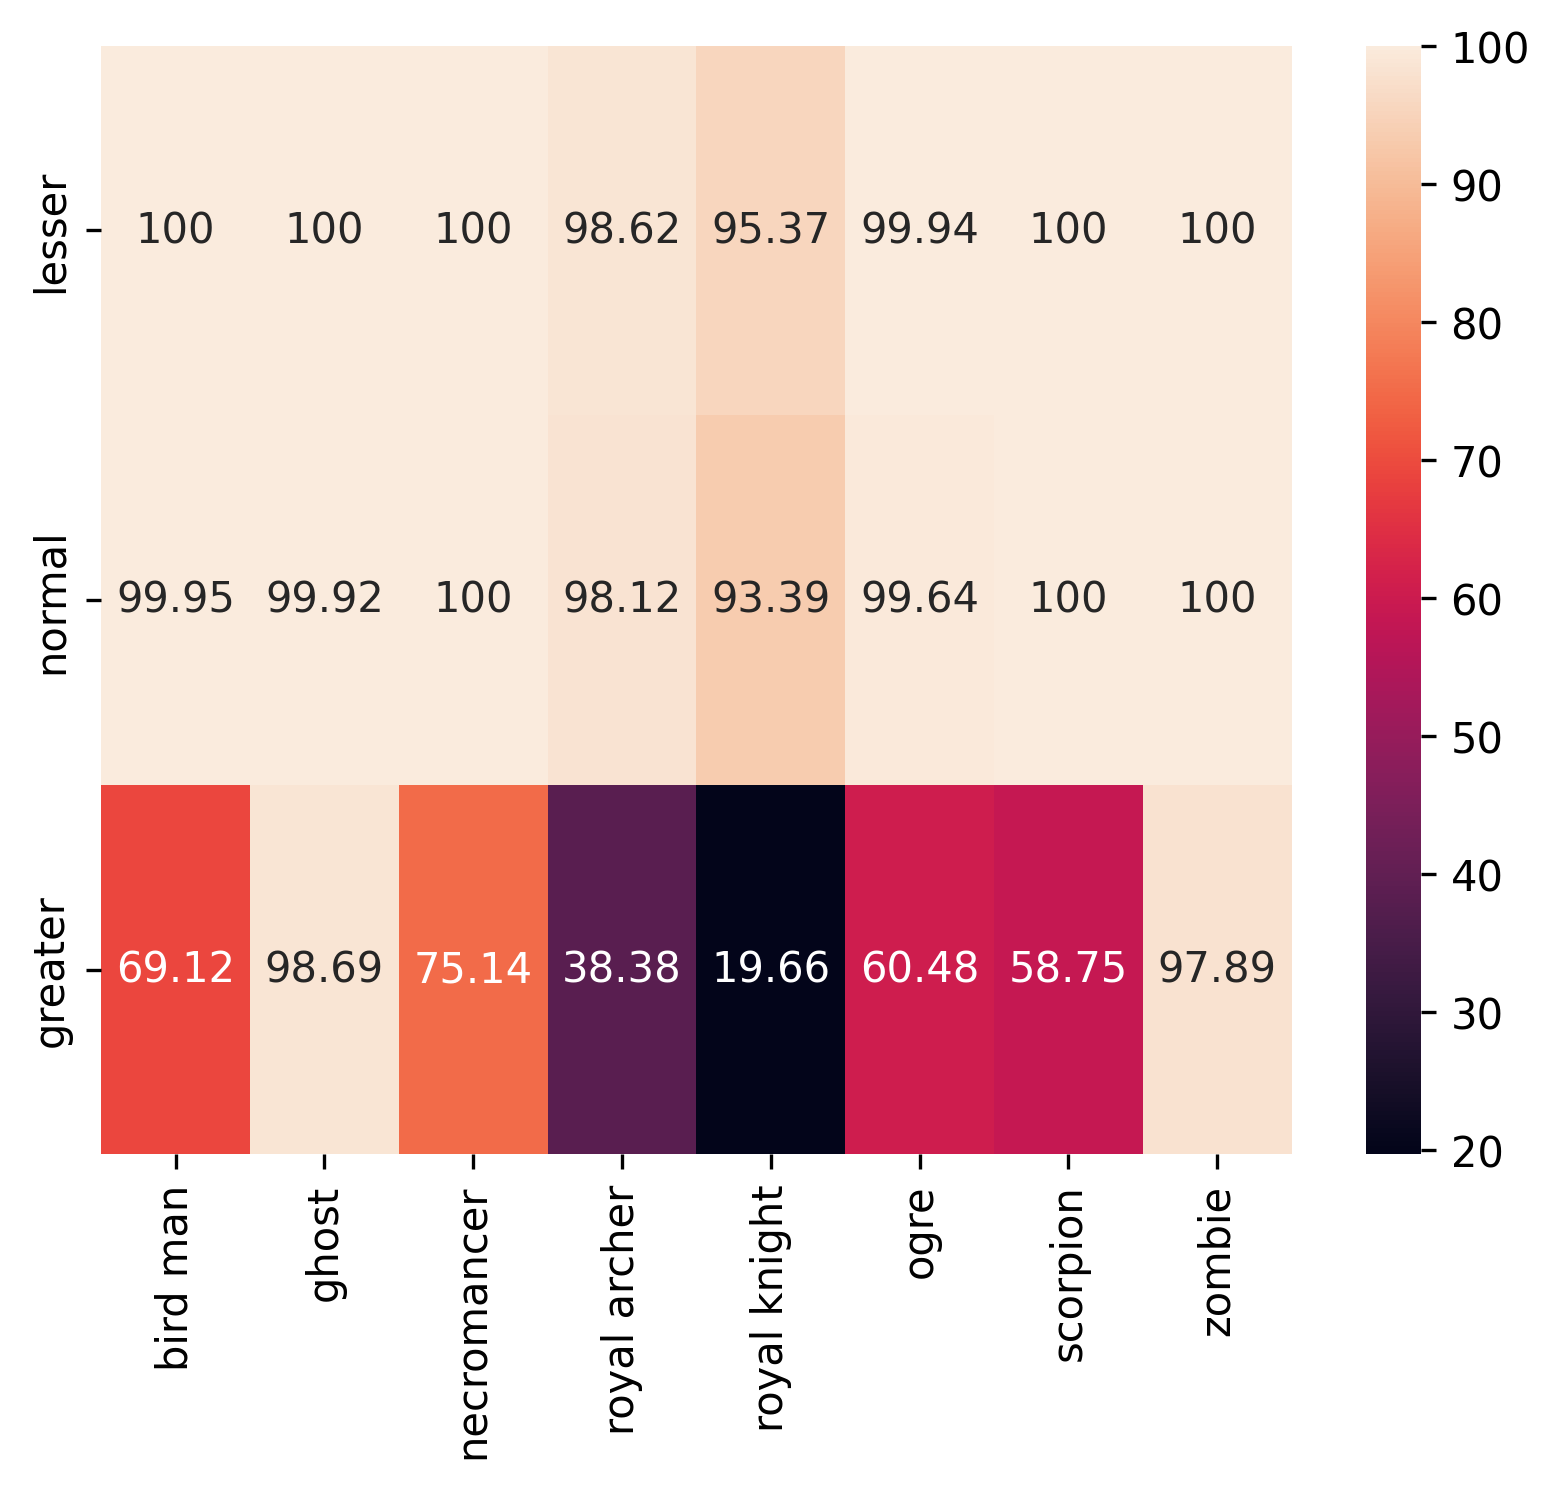 lesser 100 100 100 98.62 95.37 99.94 100 100
normal 99.95 99.92 100 98.12 93.39 99.64 100 100
greater 69.12 98.69 75.14 38.38 19.66 60.48 58.75 97.89
bird man
ghost
necromancer
royal archer
royal knight
ogre
scorpion
zombie
100
90
80
70
60
50
40
30
20